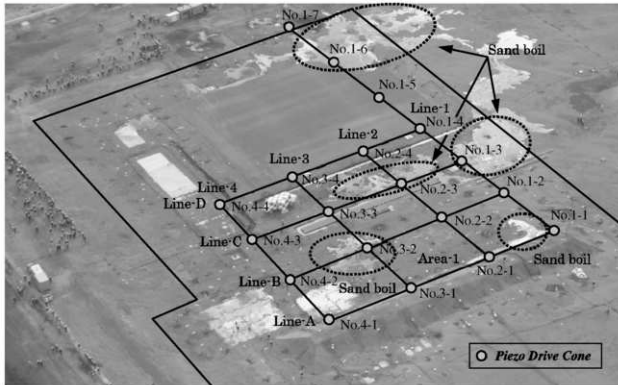 No.1-7
No.1-6
Sand boil
No.1-5
Line-1
No.1-4
Line-2
No.2-4
No.1-3
Line-3
No.3-4
No.2-3
No.1-2
Line-4
Line-D
No.4-4
No.3-3
No.2-2
No.1-1
Line-C
No.4-3
No.3-2
Area-1
No.2-1
Sand boil
Line-B
No.4-2
Sand boil
No.3-1
Line-A
No.4-1
Piezo Drive Cone